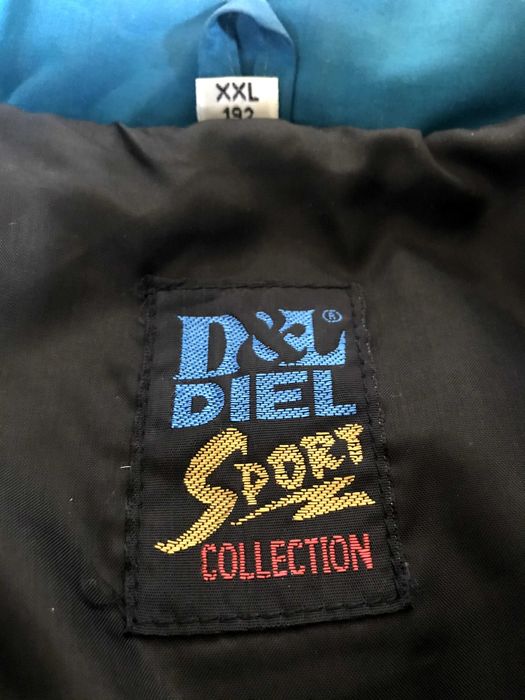 XXL
192
D&L®
DIEL
SPORT
COLLECTION